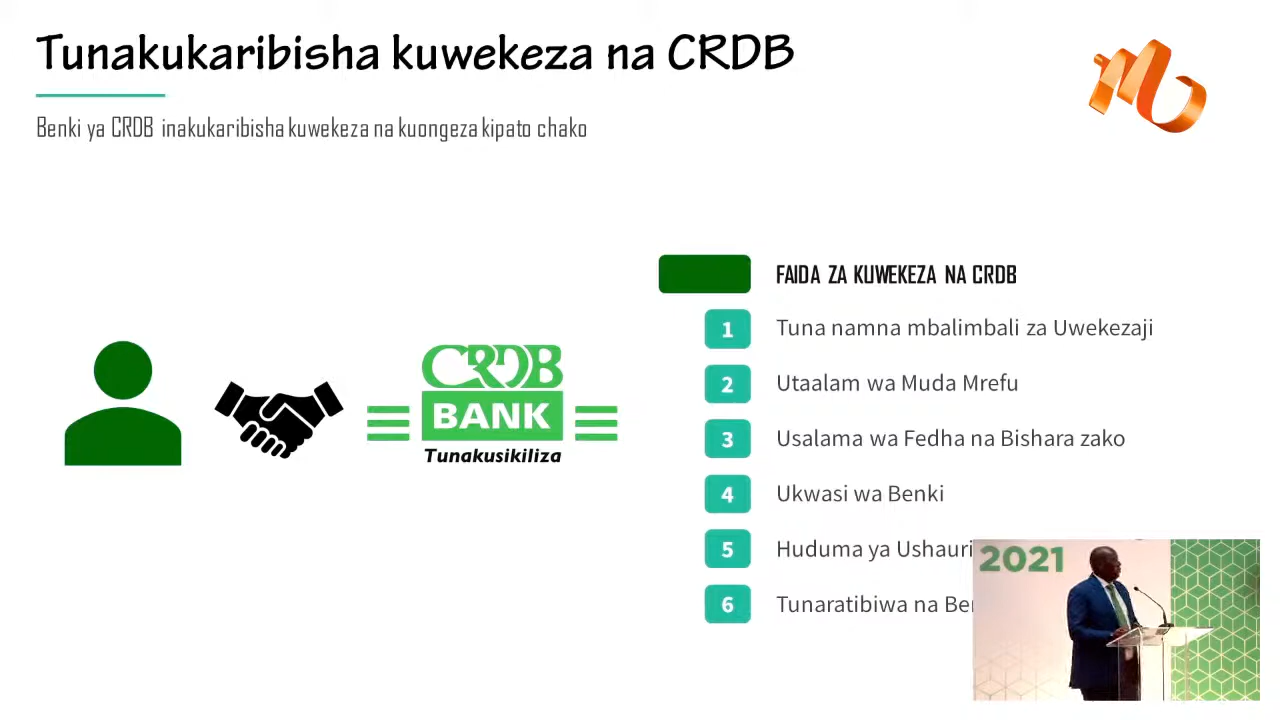 Tunakukaribisha kuwekeza na CRDB
Benki ya CRDB inakukaribisha kuwekeza na kuongeza kipato chako
FAIDA ZA KUWEKEZA NA CRDB
1 Tuna namna mbalimbali za Uwekezaji
2 Utaalam wa Muda Mrefu
3 Usalama wa Fedha na Bishara zako
4 Ukwasi wa Benki
5 Huduma ya Ushauri
6 Tunaratibiwa na
CRDB
BANK
Tunakusikiliza
2021